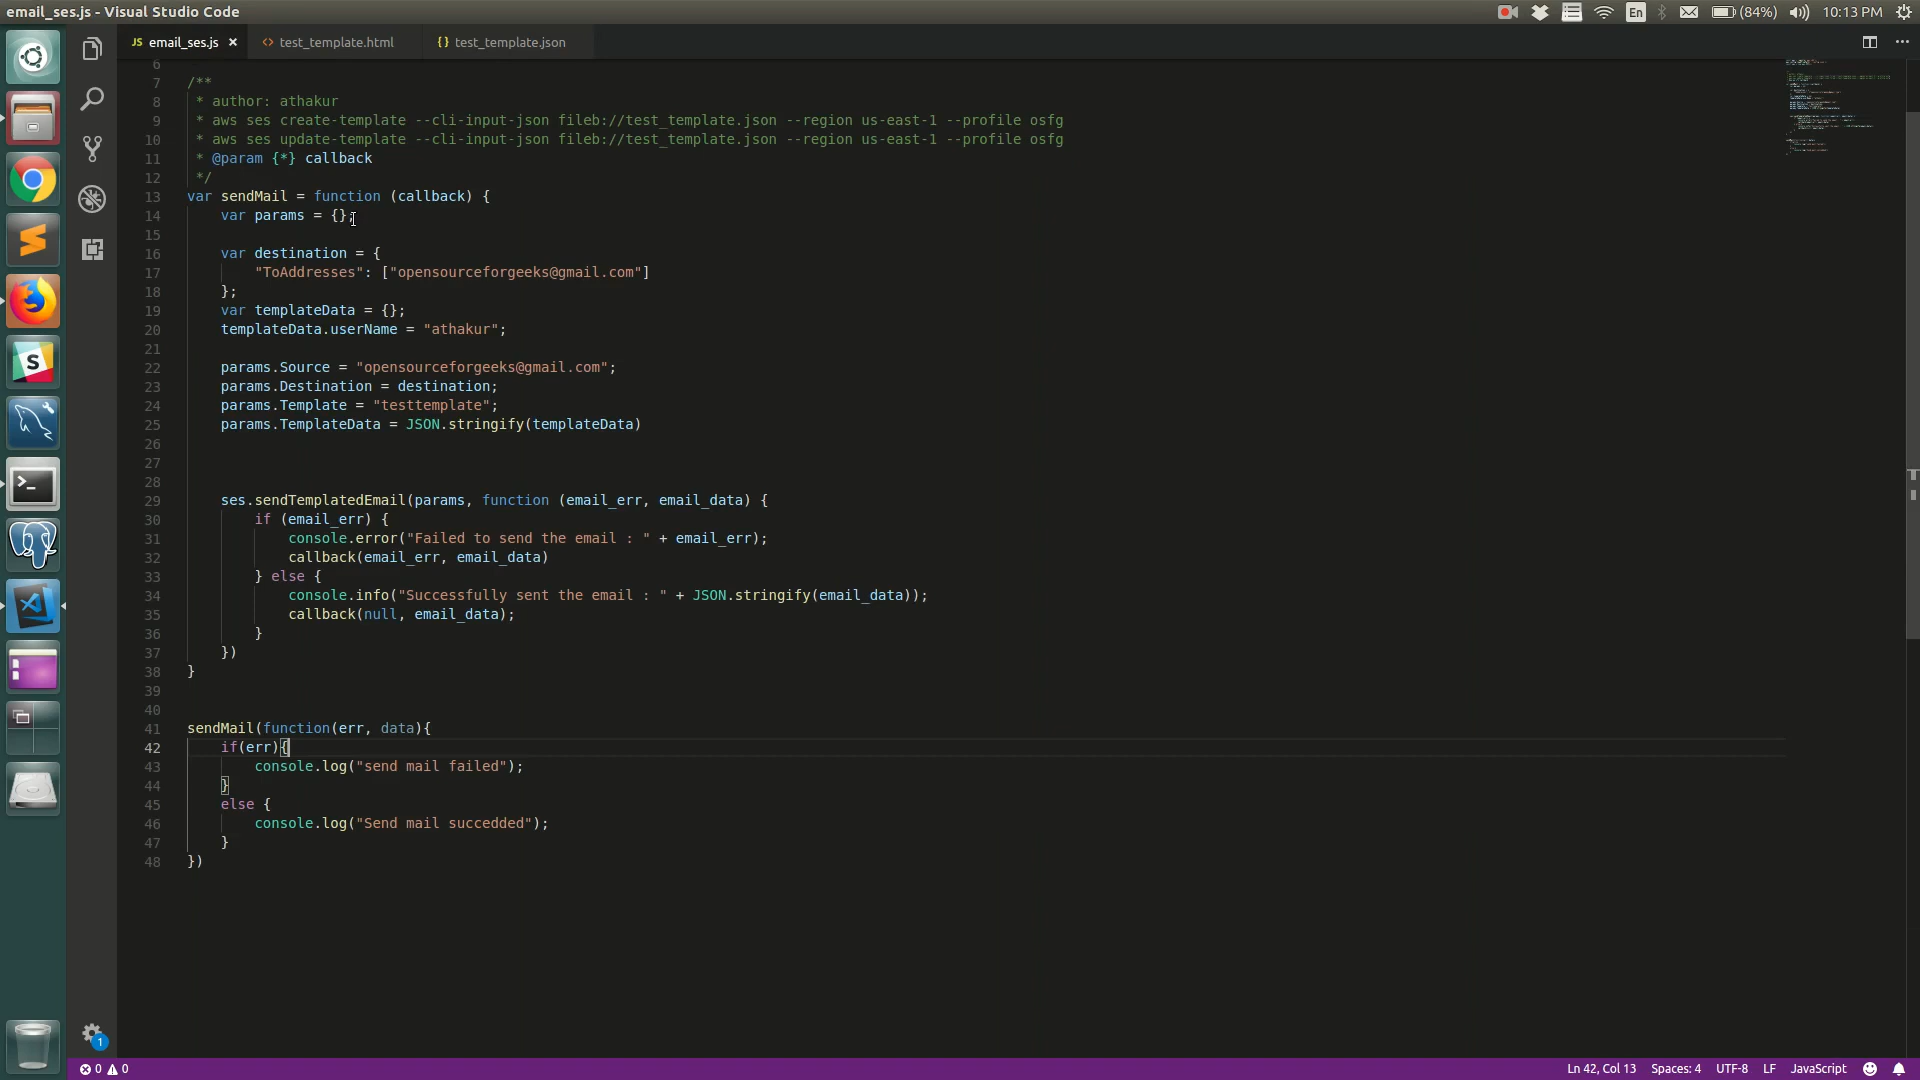 email_ses.js - Visual Studio Code
En
(84%)
10:13 PM
JS email_ses.js ×
<> test_template.html
{} test_template.json
6
7 /**
8 * author: athakur
9 * aws ses create-template --cli-input-json fileb://test_template.json --region us-east-1 --profile osfg
10 * aws ses update-template --cli-input-json fileb://test_template.json --region us-east-1 --profile osfg
11 * @param {*} callback
12 */
13 var sendMail = function (callback) {
14 var params = {};
15
16 var destination = {
17 "ToAddresses": ["opensourceforgeeks@gmail.com"]
18 };
19 var templateData = {};
20 templateData.userName = "athakur";
21
22 params.Source = "opensourceforgeeks@gmail.com";
23 params.Destination = destination;
24 params.Template = "testtemplate";
25 params.TemplateData = JSON.stringify(templateData)
26
27
28
29 ses.sendTemplatedEmail(params, function (email_err, email_data) {
30 if (email_err) {
31 console.error("Failed to send the email : " + email_err);
32 callback(email_err, email_data)
33 } else {
34 console.info("Successfully sent the email : " + JSON.stringify(email_data));
35 callback(null, email_data);
36 }
37 })
38 }
39
40
41 sendMail(function(err, data){
42 if(err){
43 console.log("send mail failed");
44 }
45 else {
46 console.log("Send mail succedded");
47 }
48 })
S
1
0 0
Ln 42, Col 13
Spaces: 4
UTF-8
LF
JavaScript